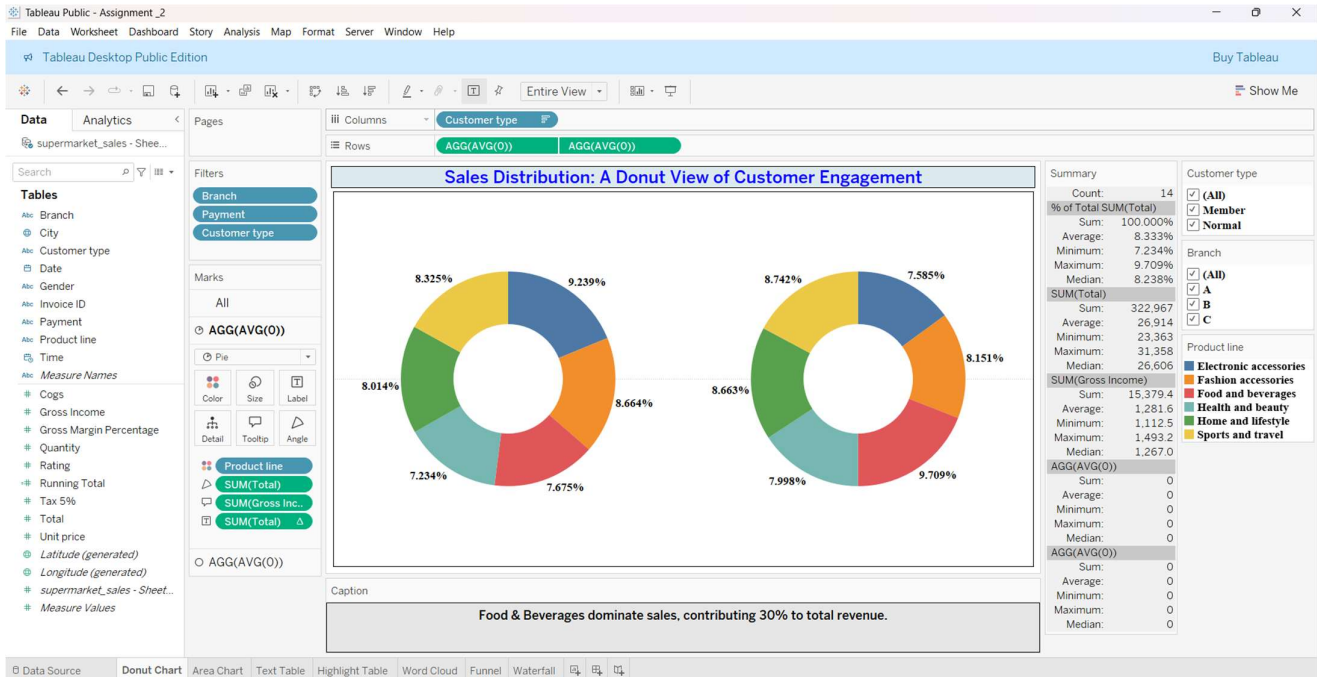 Tableau Public - Assignment _2
File Data Worksheet Dashboard Story Analysis Map Format Server Window Help
Tableau Desktop Public Edition Buy Tableau
Entire View Show Me
Data Analytics
supermarket_sales - Shee...
Search
Tables
Abc Branch
City
Abc Customer type
Date
Abc Gender
Abc Invoice ID
Abc Payment
Abc Product line
Time
Abc Measure Names
# Cogs
# Gross Income
# Gross Margin Percentage
# Quantity
# Rating
# Running Total
# Tax 5%
# Total
# Unit price
Latitude (generated)
Longitude (generated)
# supermarket_sales - Sheet...
# Measure Values
Pages
Filters
Branch
Payment
Customer type
Marks
All
AGG(AVG(0))
Pie
Color Size Label
Detail Tooltip Angle
Product line
SUM(Total)
SUM(Gross Inc..
SUM(Total) Δ
AGG(AVG(0))
Columns Customer type
Rows AGG(AVG(0)) AGG(AVG(0))
Sales Distribution: A Donut View of Customer Engagement
8.325%
9.239%
8.014%
8.664%
7.234%
7.675%
8.742%
7.585%
8.151%
8.663%
7.998%
9.709%
Caption
Food & Beverages dominate sales, contributing 30% to total revenue.
Summary
Count: 14
% of Total SUM(Total)
Sum: 100.000%
Average: 8.333%
Minimum: 7.234%
Maximum: 9.709%
Median: 8.238%
SUM(Total)
Sum: 322,967
Average: 26,914
Minimum: 23,363
Maximum: 31,358
Median: 26,606
SUM(Gross Income)
Sum: 15,379.4
Average: 1,281.6
Minimum: 1,112.5
Maximum: 1,493.2
Median: 1,267.0
AGG(AVG(0))
Sum: 0
Average: 0
Minimum: 0
Maximum: 0
Median: 0
AGG(AVG(0))
Sum: 0
Average: 0
Minimum: 0
Maximum: 0
Median: 0
Customer type
(All)
Member
Normal
Branch
(All)
A
B
C
Product line
Electronic accessories
Fashion accessories
Food and beverages
Health and beauty
Home and lifestyle
Sports and travel
Data Source Donut Chart Area Chart Text Table Highlight Table Word Cloud Funnel Waterfall